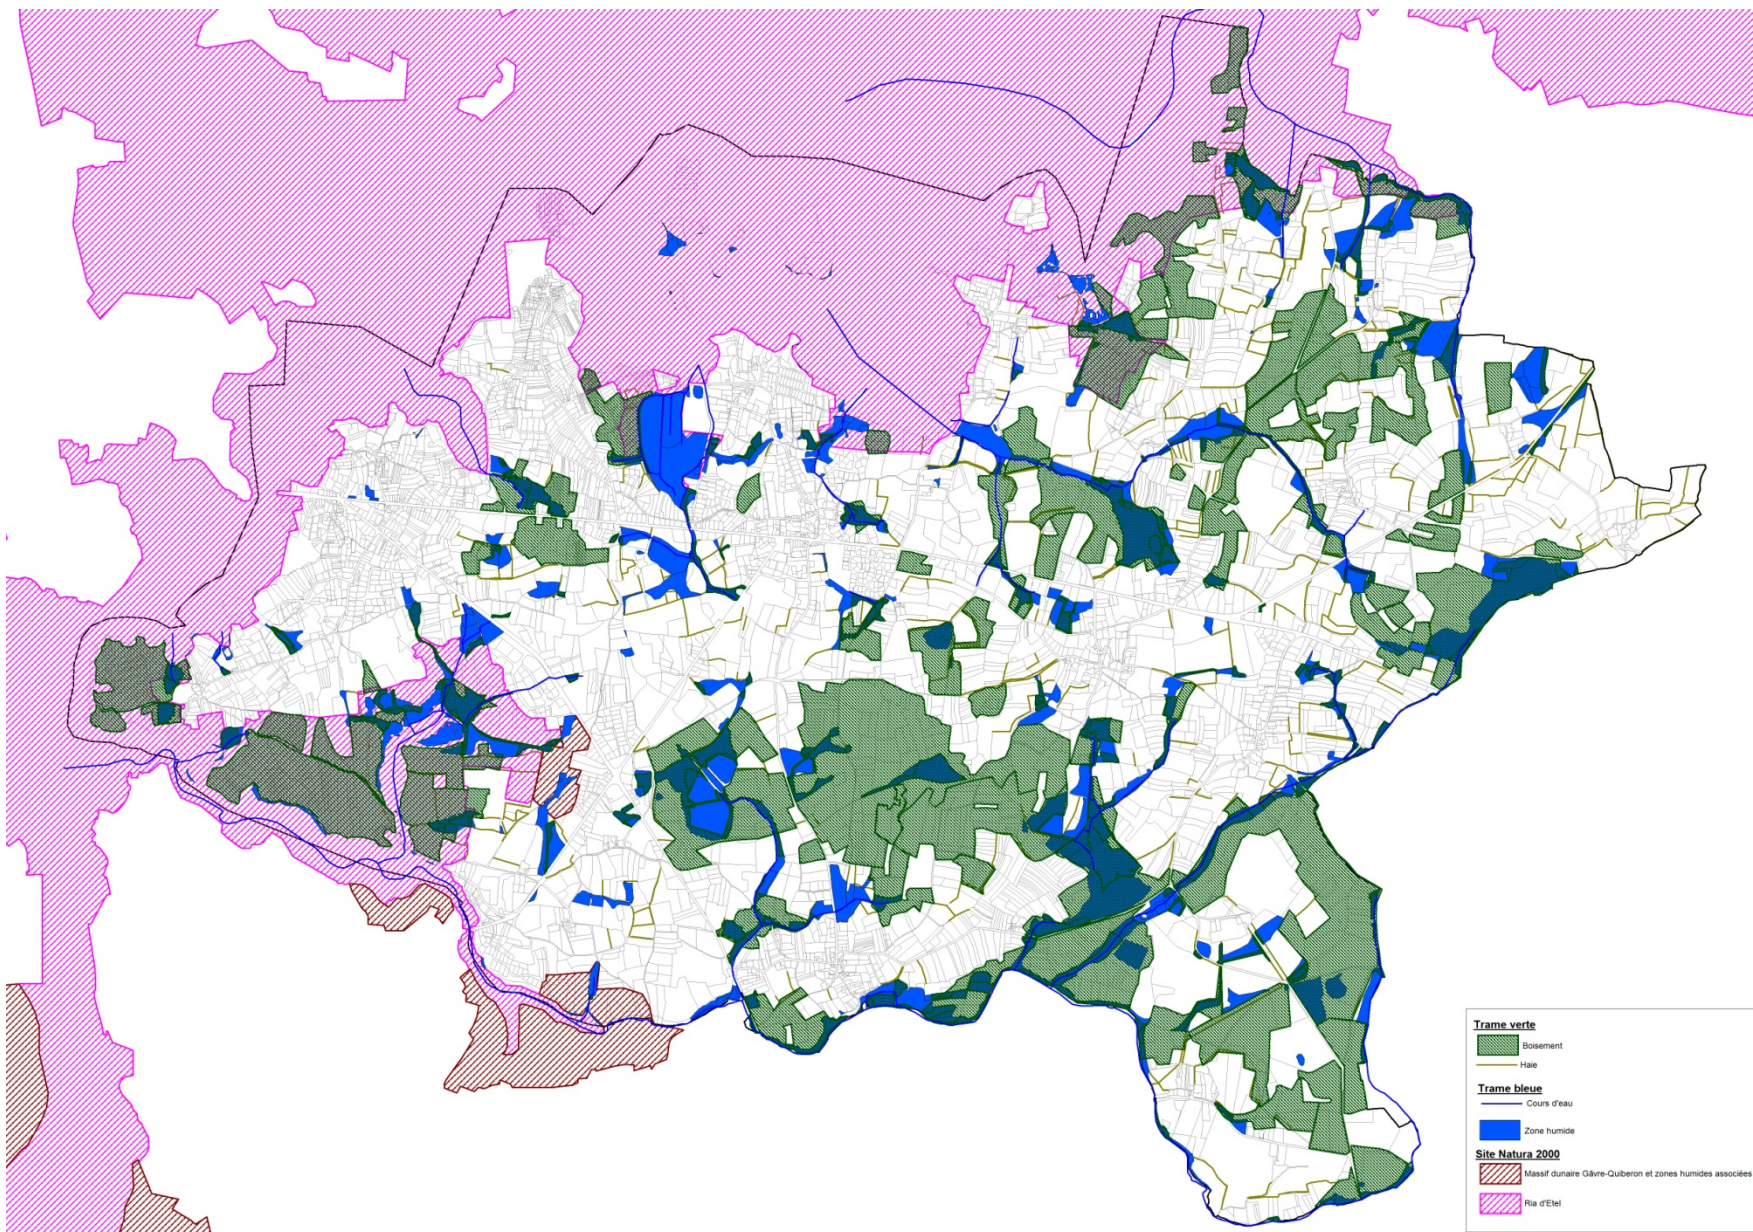 Trame verte
Boisement
Haie
Trame bleue
Cours d'eau
Zone humide
Site Natura 2000
Massif dunaire Gâvre-Quiberon et zones humides associées
Ria d'Etel